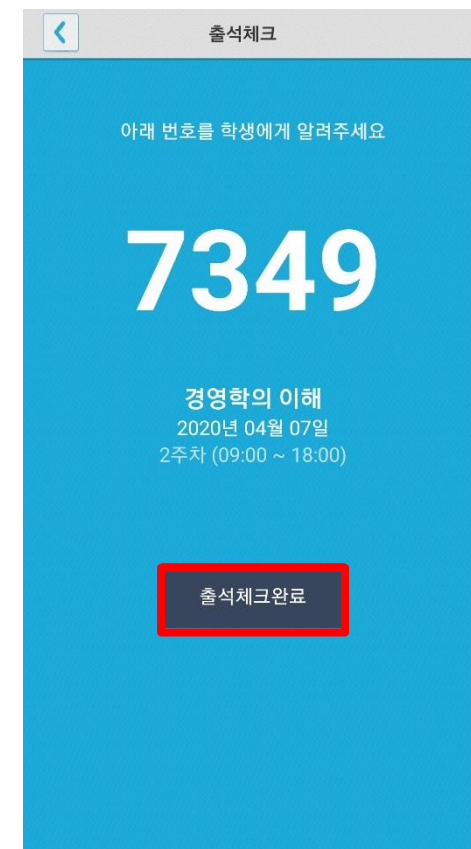 출석체크
아래 번호를 학생에게 알려주세요
7349
경영학의 이해
2020년 04월 07일
2주차 (09:00 ~ 18:00)
출석체크완료